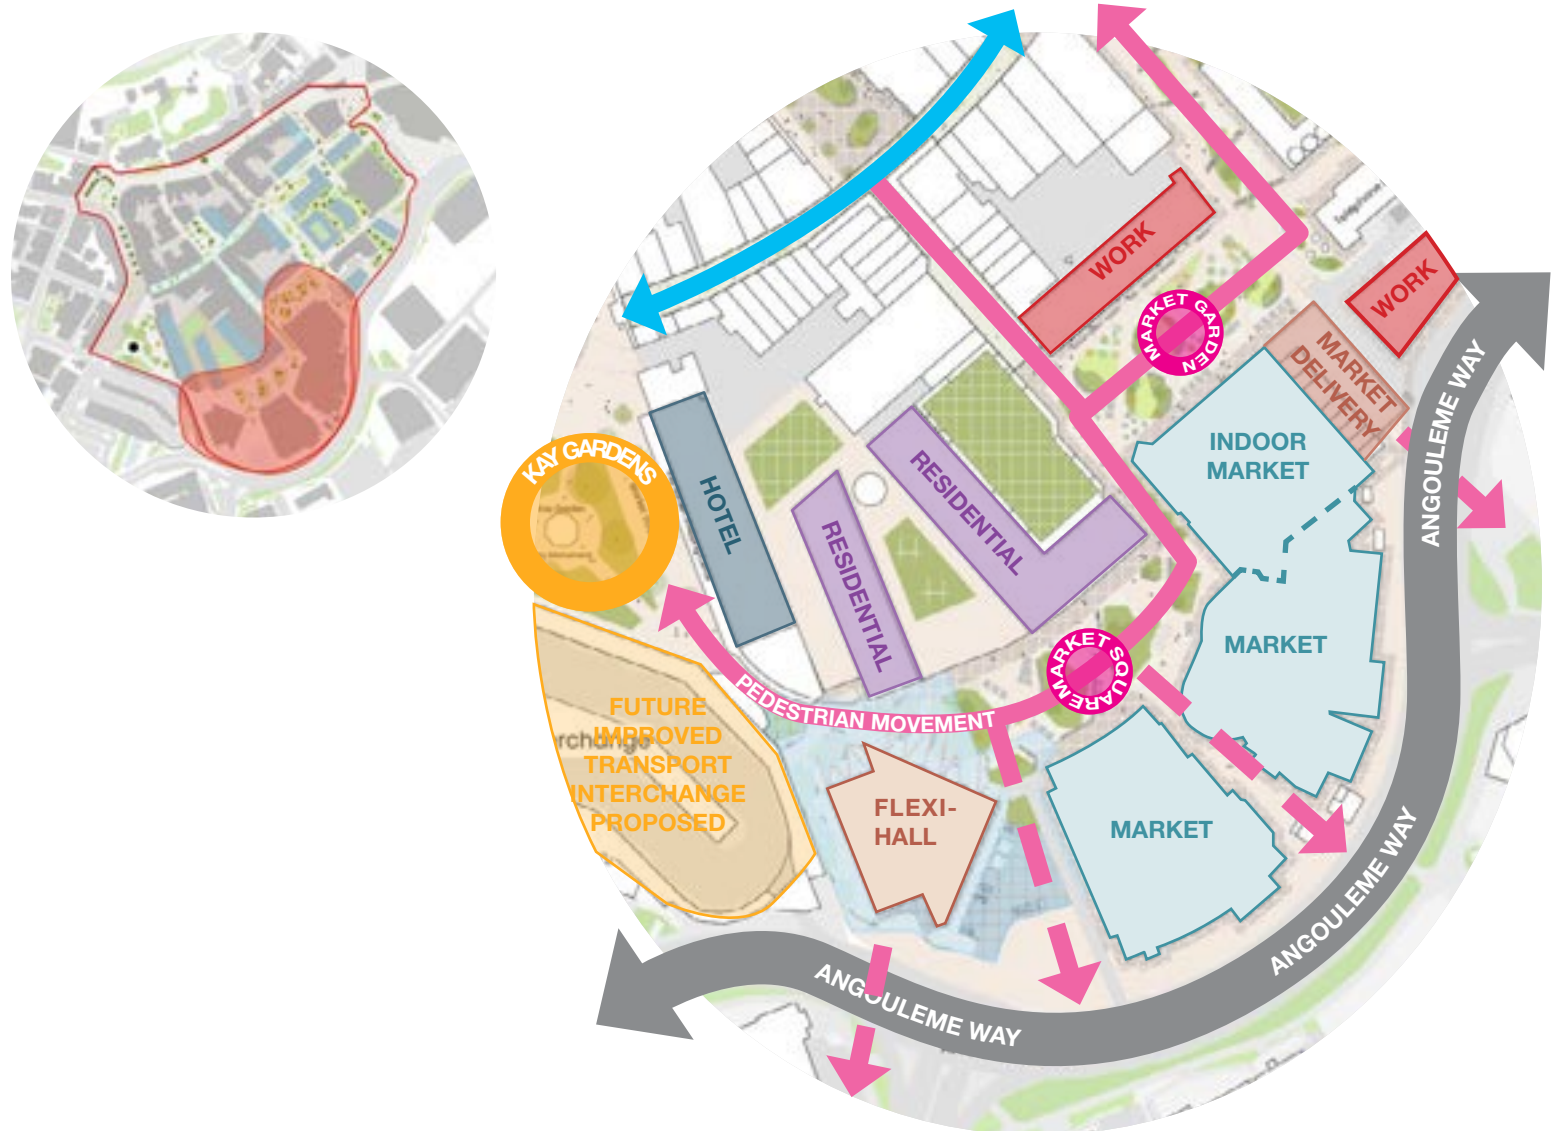 WORK
WORK
MARKET GARDEN
MARKET
DELIVERY
ANGOULEME WAY
INDOOR
MARKET
KAY GARDENS
HOTEL
RESIDENTIAL
RESIDENTIAL
MARKET
MARKET SQUARE
PEDESTRIAN MOVEMENT
FUTURE
IMPROVED
TRANSPORT
INTERCHANGE
PROPOSED
erchange
FLEXI-
HALL
MARKET
ANGOULEME WAY
ANGOULEME WAY